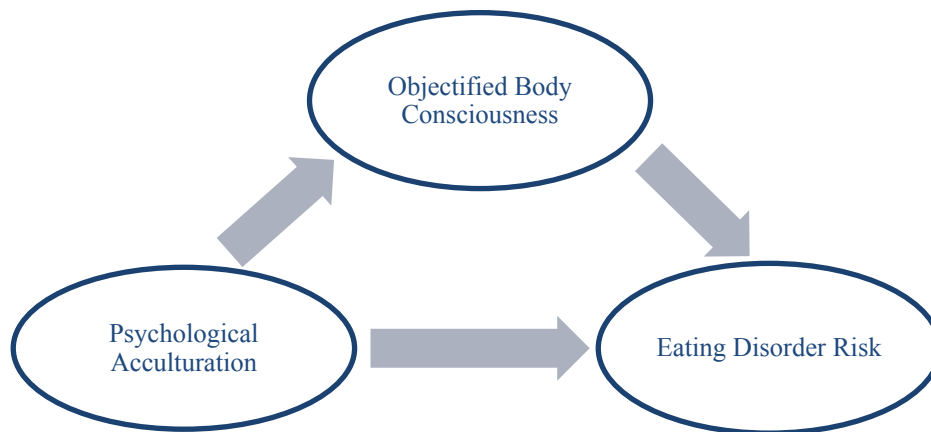 Objectified Body
Consciousness
Psychological
Acculturation
Eating Disorder Risk